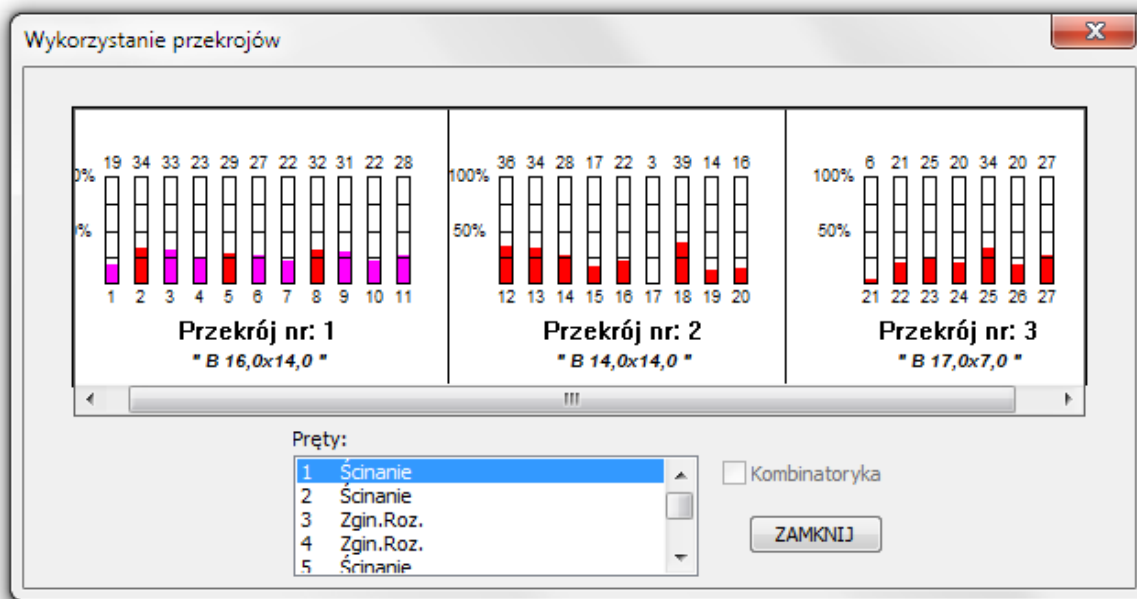 Wykorzystanie przekrojów
19 34 33 23 29 27 22 32 31 22 28
0%
%
1 2 3 4 5 6 7 8 9 10 11
Przekrój nr: 1
" B 16,0x14,0 "
36 34 28 17 22 3 39 14 16
100%
50%
12 13 14 15 16 17 18 19 20
Przekrój nr: 2
" B 14,0x14,0 "
6 21 25 20 34 20 27
100%
50%
21 22 23 24 25 26 27
Przekrój nr: 3
" B 17,0x7,0 "
Pręty:
1 Ścinanie
2 Ścinanie
3 Zgin.Roz.
4 Zgin.Roz.
5 Ścinanie
Kombinatoryka
ZAMKNIJ